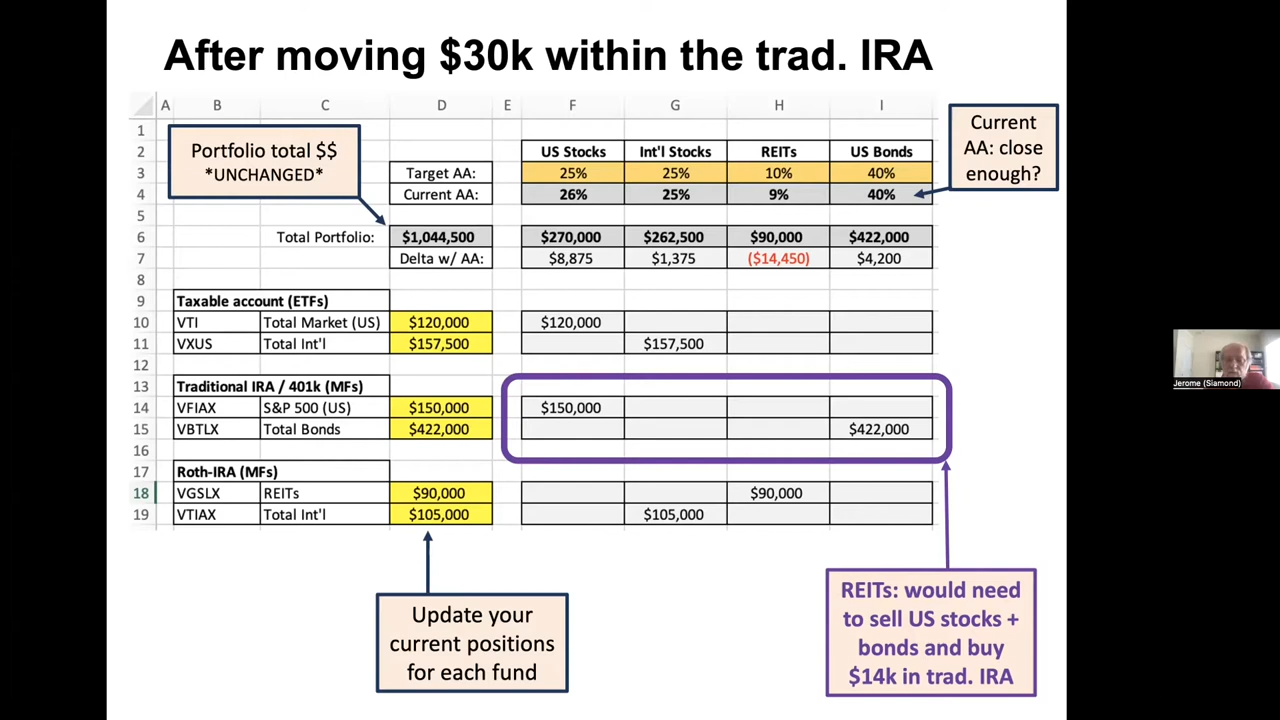 After moving $30k within the trad. IRA
A B C D E F G H I
1
Portfolio total $$
*UNCHANGED*
Current
AA: close
enough?
2 US Stocks Int'l Stocks REITs US Bonds
3 Target AA: 25% 25% 10% 40%
4 Current AA: 26% 25% 9% 40%
5
6 Total Portfolio: $1,044,500 $270,000 $262,500 $90,000 $422,000
7 Delta w/ AA: $8,875 $1,375 ($14,450) $4,200
8
9 Taxable account (ETFs)
10 VTI Total Market (US) $120,000 $120,000
11 VXUS Total Int'l $157,500 $157,500
12
13 Traditional IRA / 401k (MFs)
14 VFIAX S&P 500 (US) $150,000 $150,000
15 VBTLX Total Bonds $422,000 $422,000
16
17 Roth-IRA (MFs)
18 VGSLX REITs $90,000 $90,000
19 VTIAX Total Int'l $105,000 $105,000
Update your
current positions
for each fund
REITs: would need
to sell US stocks +
bonds and buy
$14k in trad. IRA
Jerome (Siamond)